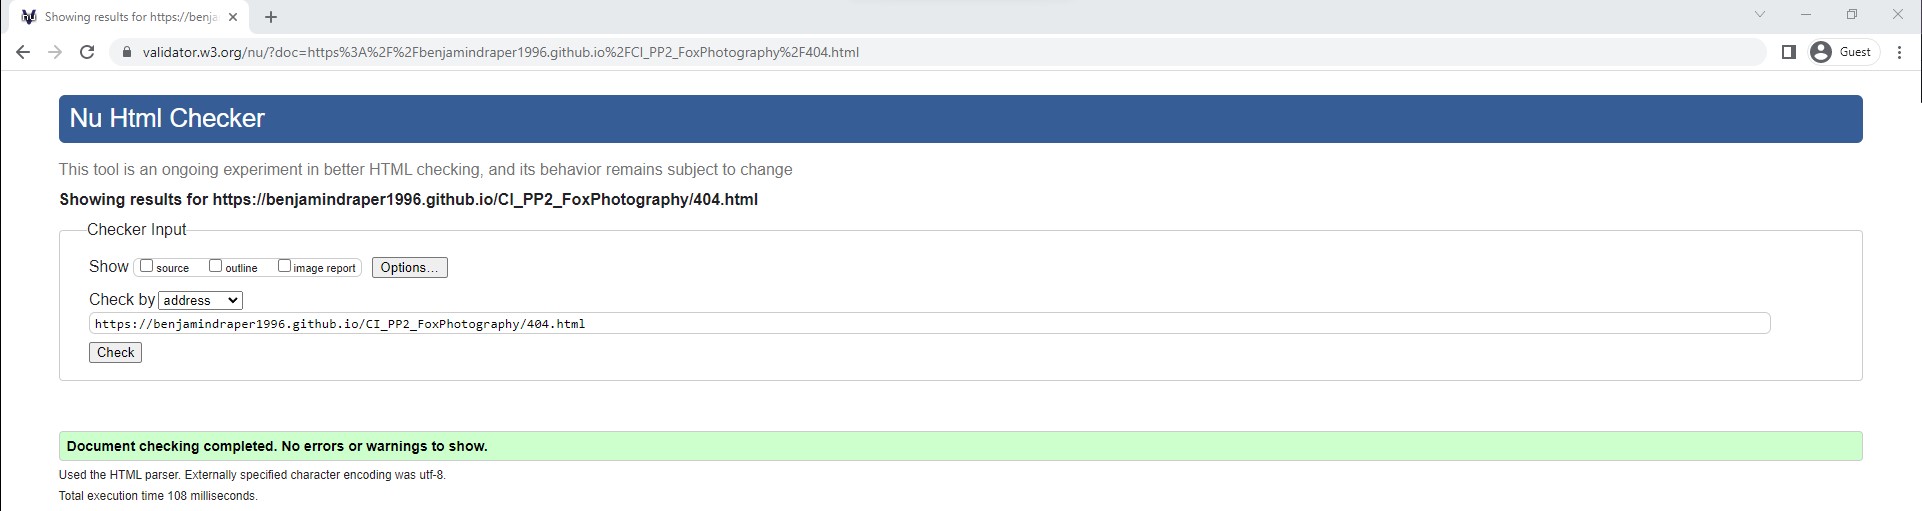 Showing results for https://benja
validator.w3.org/nu/?doc=https%3A%2F%2Fbenjamindraper1996.github.io%2FCI_PP2_FoxPhotography%2F404.html
Guest
Nu Html Checker
This tool is an ongoing experiment in better HTML checking, and its behavior remains subject to change
Showing results for https://benjamindraper1996.github.io/CI_PP2_FoxPhotography/404.html
Checker Input
Show source outline image report Options...
Check by address
https://benjamindraper1996.github.io/CI_PP2_FoxPhotography/404.html
Check
Document checking completed. No errors or warnings to show.
Used the HTML parser. Externally specified character encoding was utf-8.
Total execution time 108 milliseconds.